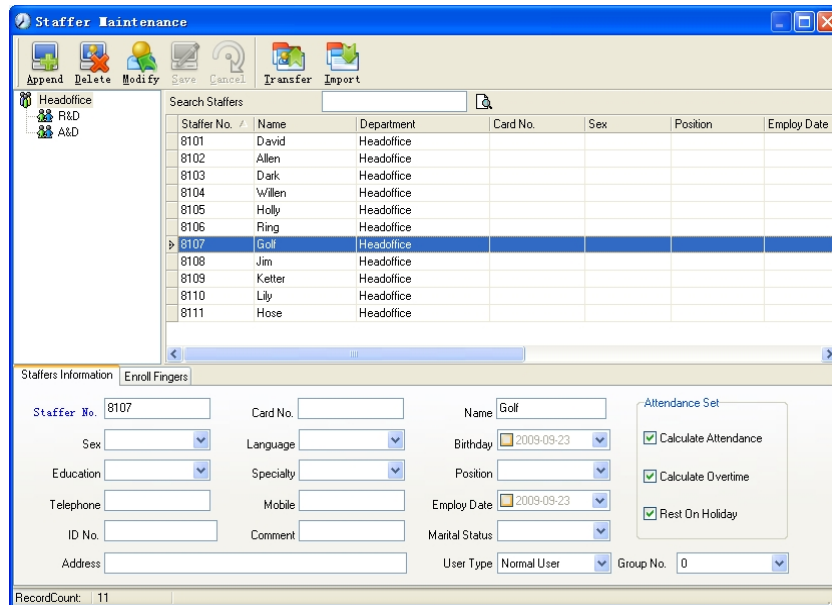 Staffer Maintenance
Append Delete Modify Save Cancel Transfer Import
Headoffice
R&D
A&D
Search Staffers
Staffer No. Name Department Card No. Sex Position Employ Date
8101 David Headoffice
8102 Allen Headoffice
8103 Dark Headoffice
8104 Willen Headoffice
8105 Holly Headoffice
8106 Ring Headoffice
8107 Golf Headoffice
8108 Jim Headoffice
8109 Ketter Headoffice
8110 Lily Headoffice
8111 Hose Headoffice
Staffers Information Enroll Fingers
Staffer No. 8107 Card No. Name Golf Attendance Set
Sex Language Birthday 2009-09-23 Calculate Attendance
Education Specialty Position Calculate Overtime
Telephone Mobile Employ Date 2009-09-23 Rest On Holiday
ID No. Comment Marital Status
Address User Type Normal User Group No. 0
RecordCount: 11